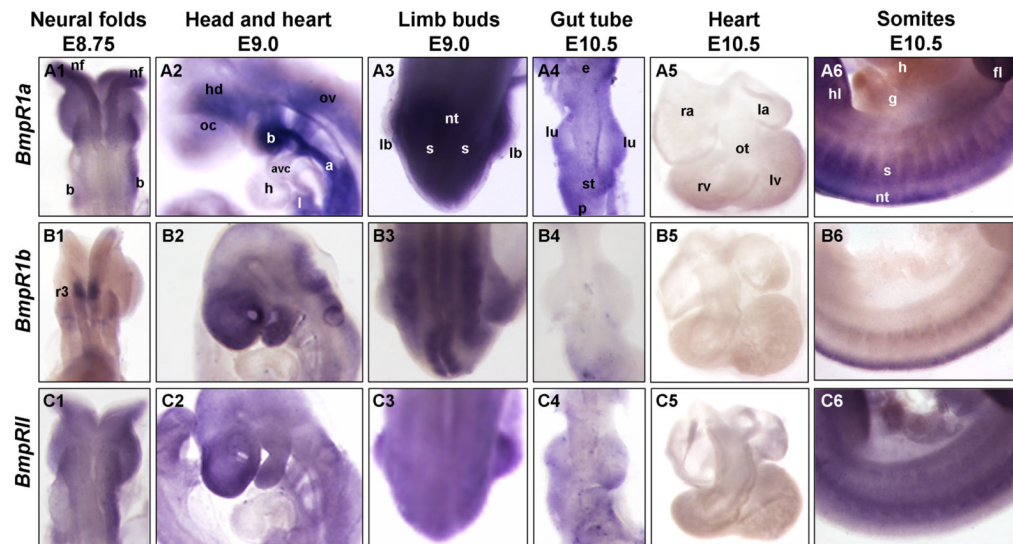 Neural folds Head and heart Limb buds Gut tube Heart Somites
E8.75 E9.0 E9.0 E10.5 E10.5 E10.5
BmpR1a
A1 nf nf b b
A2 hd ov oc b avc h a l
A3 nt lb s s lb
A4 e lu lu st p
A5 ra la ot rv lv
A6 h fl hl g s nt
BmpR1b
B1 r3
B2
B3
B4
B5
B6
BmpRII
C1
C2
C3
C4
C5
C6